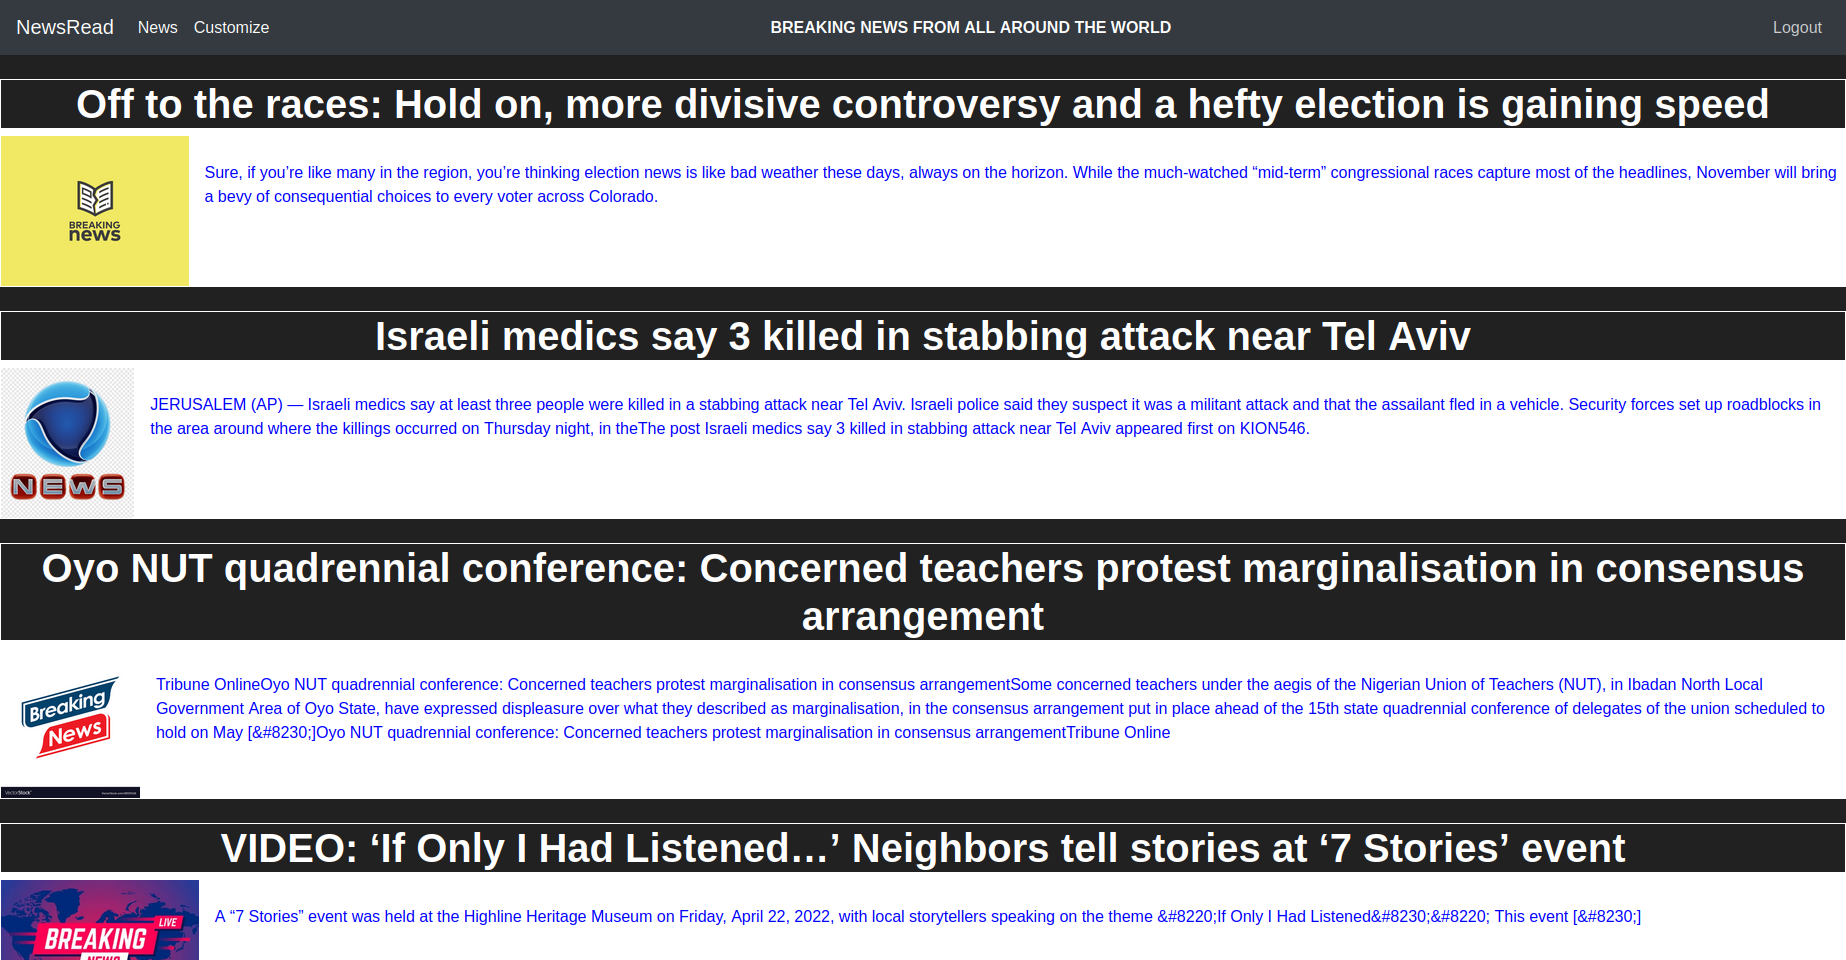 NewsRead News Customize BREAKING NEWS FROM ALL AROUND THE WORLD Logout
Off to the races: Hold on, more divisive controversy and a hefty election is gaining speed
BREAKING
news
Sure, if you’re like many in the region, you’re thinking election news is like bad weather these days, always on the horizon. While the much-watched “mid-term” congressional races capture most of the headlines, November will bring
a bevy of consequential choices to every voter across Colorado.
Israeli medics say 3 killed in stabbing attack near Tel Aviv
NEWS
JERUSALEM (AP) — Israeli medics say at least three people were killed in a stabbing attack near Tel Aviv. Israeli police said they suspect it was a militant attack and that the assailant fled in a vehicle. Security forces set up roadblocks in
the area around where the killings occurred on Thursday night, in theThe post Israeli medics say 3 killed in stabbing attack near Tel Aviv appeared first on KION546.
Oyo NUT quadrennial conference: Concerned teachers protest marginalisation in consensus
arrangement
Breaking
News
VectorStock
Tribune OnlineOyo NUT quadrennial conference: Concerned teachers protest marginalisation in consensus arrangementSome concerned teachers under the aegis of the Nigerian Union of Teachers (NUT), in Ibadan North Local
Government Area of Oyo State, have expressed displeasure over what they described as marginalisation, in the consensus arrangement put in place ahead of the 15th state quadrennial conference of delegates of the union scheduled to
hold on May [&#8230;]Oyo NUT quadrennial conference: Concerned teachers protest marginalisation in consensus arrangementTribune Online
VIDEO: ‘If Only I Had Listened…’ Neighbors tell stories at ‘7 Stories’ event
LIVE
BREAKING
NEWS
A “7 Stories” event was held at the Highline Heritage Museum on Friday, April 22, 2022, with local storytellers speaking on the theme &#8220;If Only I Had Listened&#8230;&#8220; This event [&#8230;]